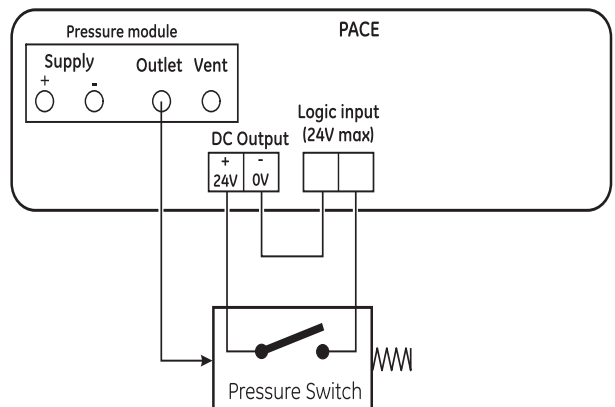 PACE
Pressure module
Supply
Outlet Vent
+ -
Logic input
(24V max)
DC Output
+ -
24V 0V
Pressure Switch